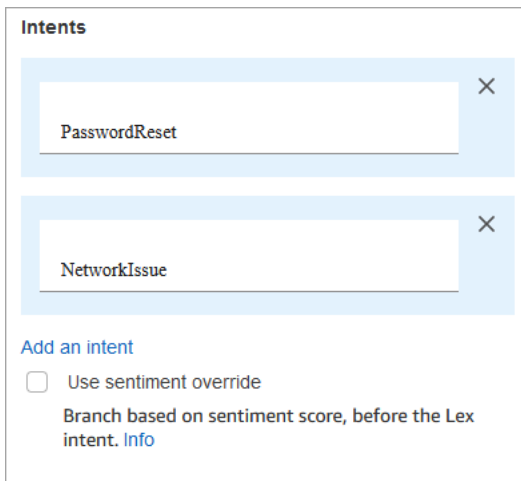 Intents
PasswordReset
NetworkIssue
Add an intent
Use sentiment override
Branch based on sentiment score, before the Lex
intent. Info